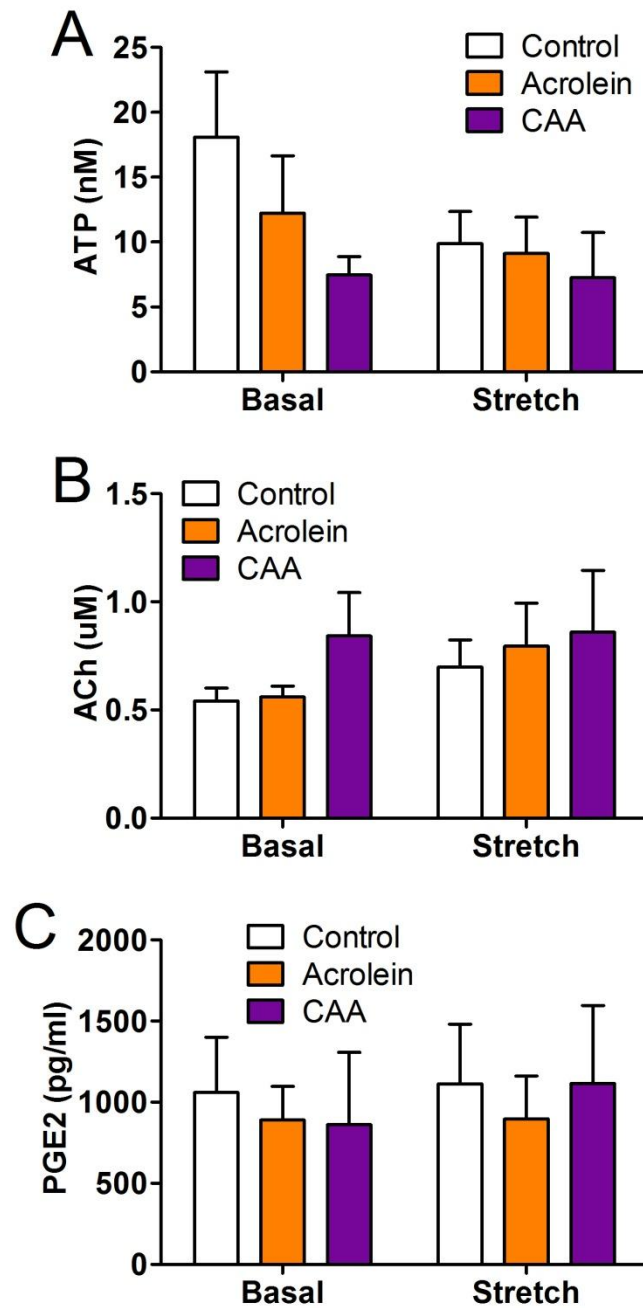 A
25
20
15
10
5
0
ATP (nM)
Control
Acrolein
CAA
Basal Stretch
B
1.5
1.0
0.5
0.0
ACh (uM)
Control
Acrolein
CAA
Basal Stretch
C
2000
1500
1000
500
0
PGE2 (pg/ml)
Control
Acrolein
CAA
Basal Stretch